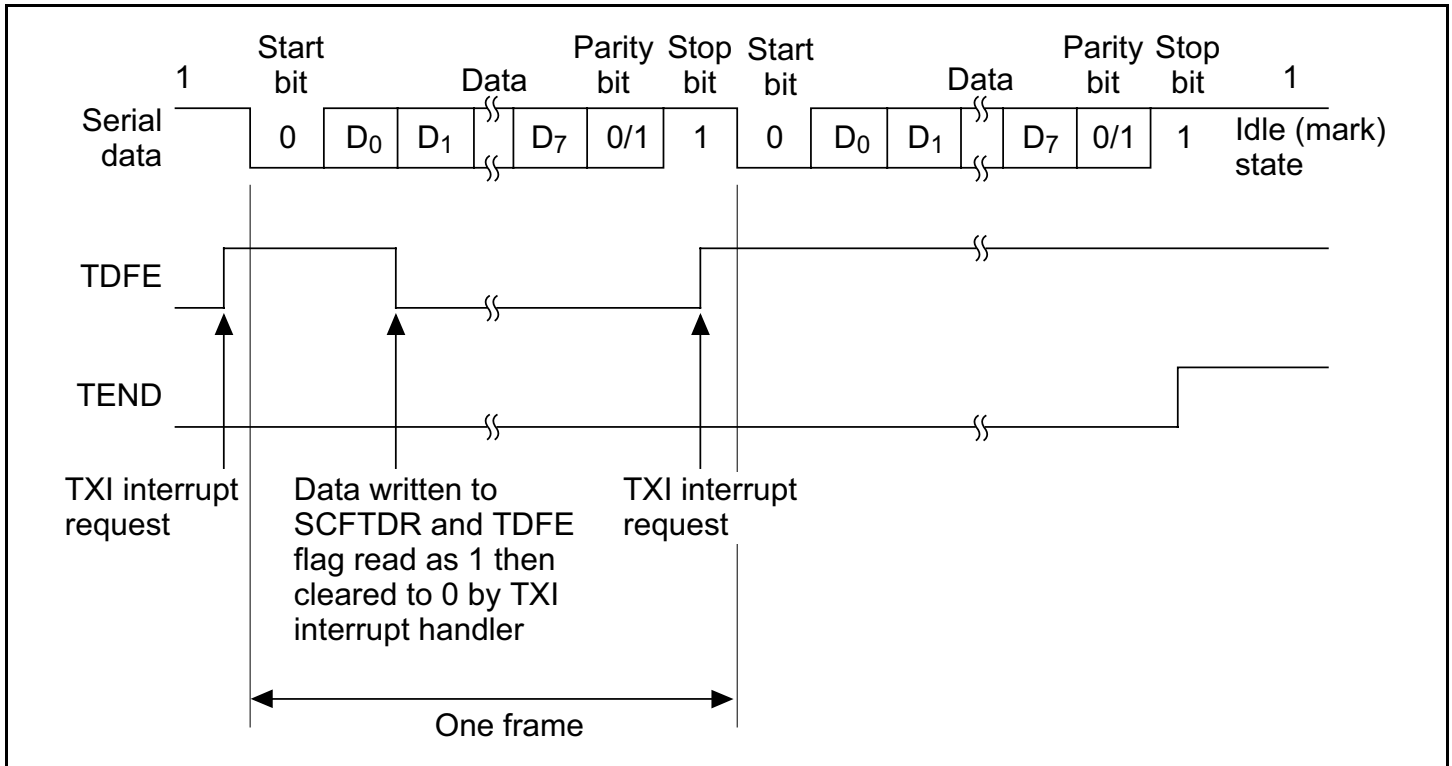 1
Start bit
Data
Parity bit
Stop bit
Start bit
Data
Parity bit
Stop bit
1
Serial data
0 D0 D1 D7 0/1 1 0 D0 D1 D7 0/1 1
Idle (mark) state
TDFE
TEND
TXI interrupt
request
Data written to
SCFTDR and TDFE
flag read as 1 then
cleared to 0 by TXI
interrupt handler
TXI interrupt
request
One frame